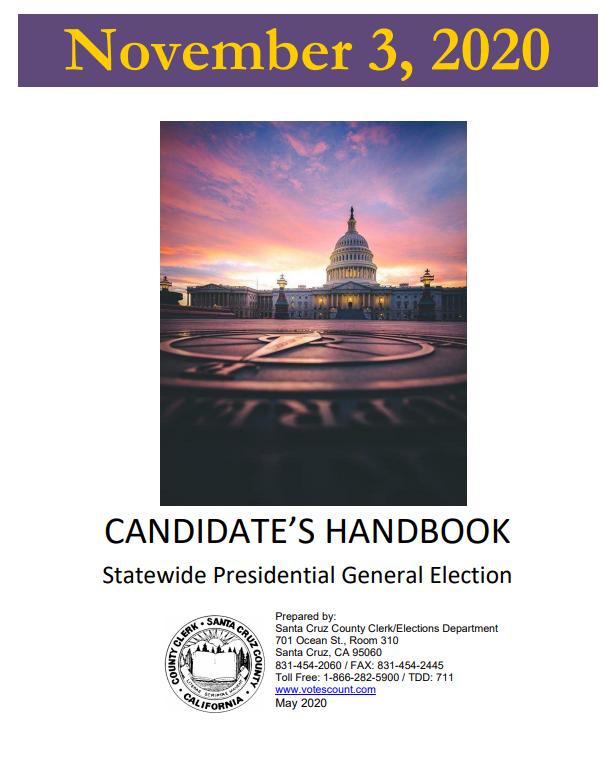 November 3, 2020
CANDIDATE’S HANDBOOK
Statewide Presidential General Election
COUNTY CLERK • SANTA CRUZ COUNTY
• CALIFORNIA •
Prepared by:
Santa Cruz County Clerk/Elections Department
701 Ocean St., Room 310
Santa Cruz, CA 95060
831-454-2060 / FAX: 831-454-2445
Toll Free: 1-866-282-5900 / TDD: 711
www.votescount.com
May 2020